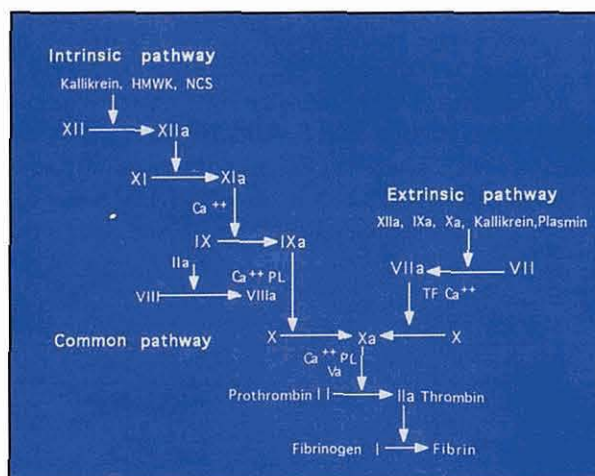 Intrinsic pathway
Kallikrein, HMWK, NCS
XII XIIa
XI XIa
Ca ++
Extrinsic pathway
XIIa, IXa, Xa, Kallikrein,Plasmin
IX IXa
IIa
Ca ++ PL
VIII VIIIa
VIIa VII
TF Ca ++
Common pathway
X Xa X
Ca ++ PL
Va
Prothrombin II IIa Thrombin
Fibrinogen I Fibrin